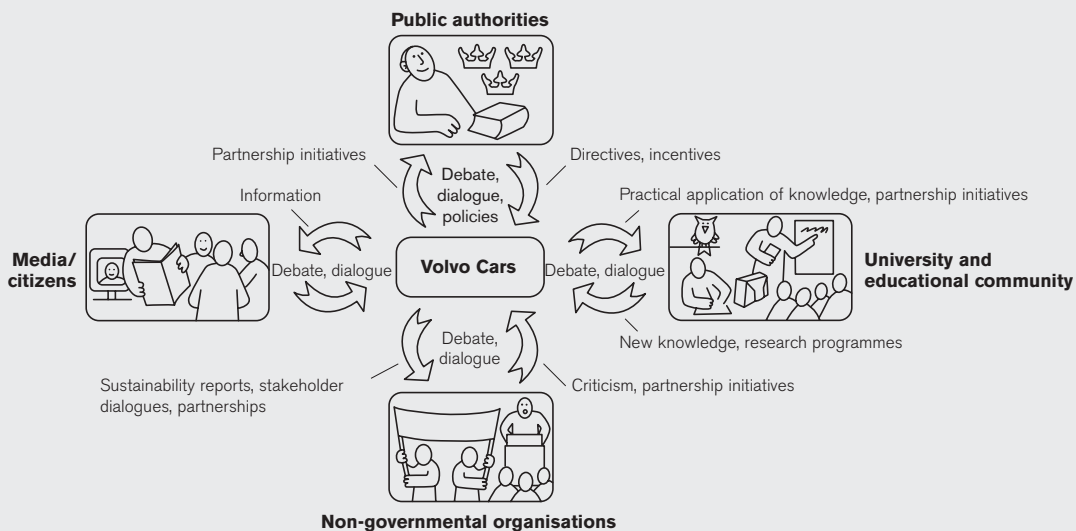 Public authorities
Partnership initiatives
Directives, incentives
Debate,
dialogue,
policies
Information
Practical application of knowledge, partnership initiatives
Media/
citizens
Debate, dialogue
Volvo Cars
Debate, dialogue
University and
educational community
New knowledge, research programmes
Debate,
dialogue
Sustainability reports, stakeholder
dialogues, partnerships
Criticism, partnership initiatives
Non-governmental organisations